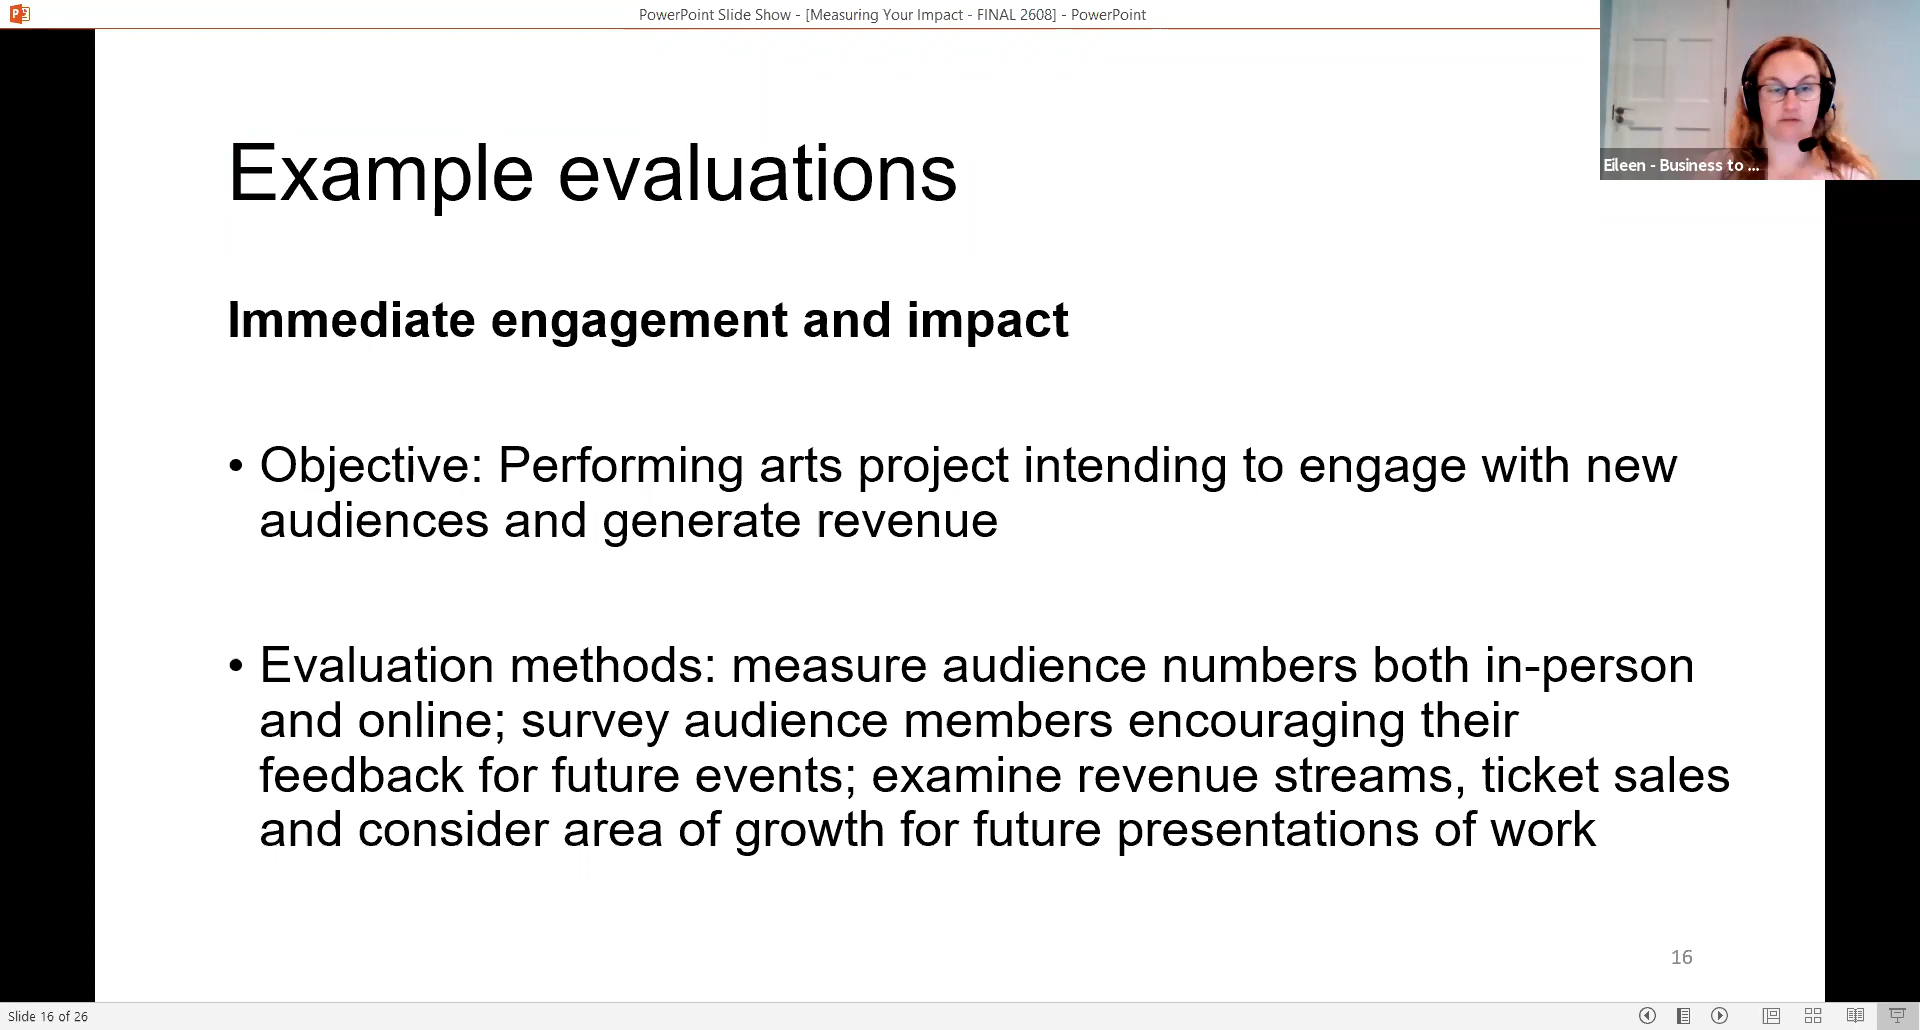 PowerPoint Slide Show - [Measuring Your Impact - FINAL 2608] - PowerPoint
Eileen - Business to ...
Example evaluations
Immediate engagement and impact
• Objective: Performing arts project intending to engage with new
audiences and generate revenue
• Evaluation methods: measure audience numbers both in-person
and online; survey audience members encouraging their
feedback for future events; examine revenue streams, ticket sales
and consider area of growth for future presentations of work
16
Slide 16 of 26